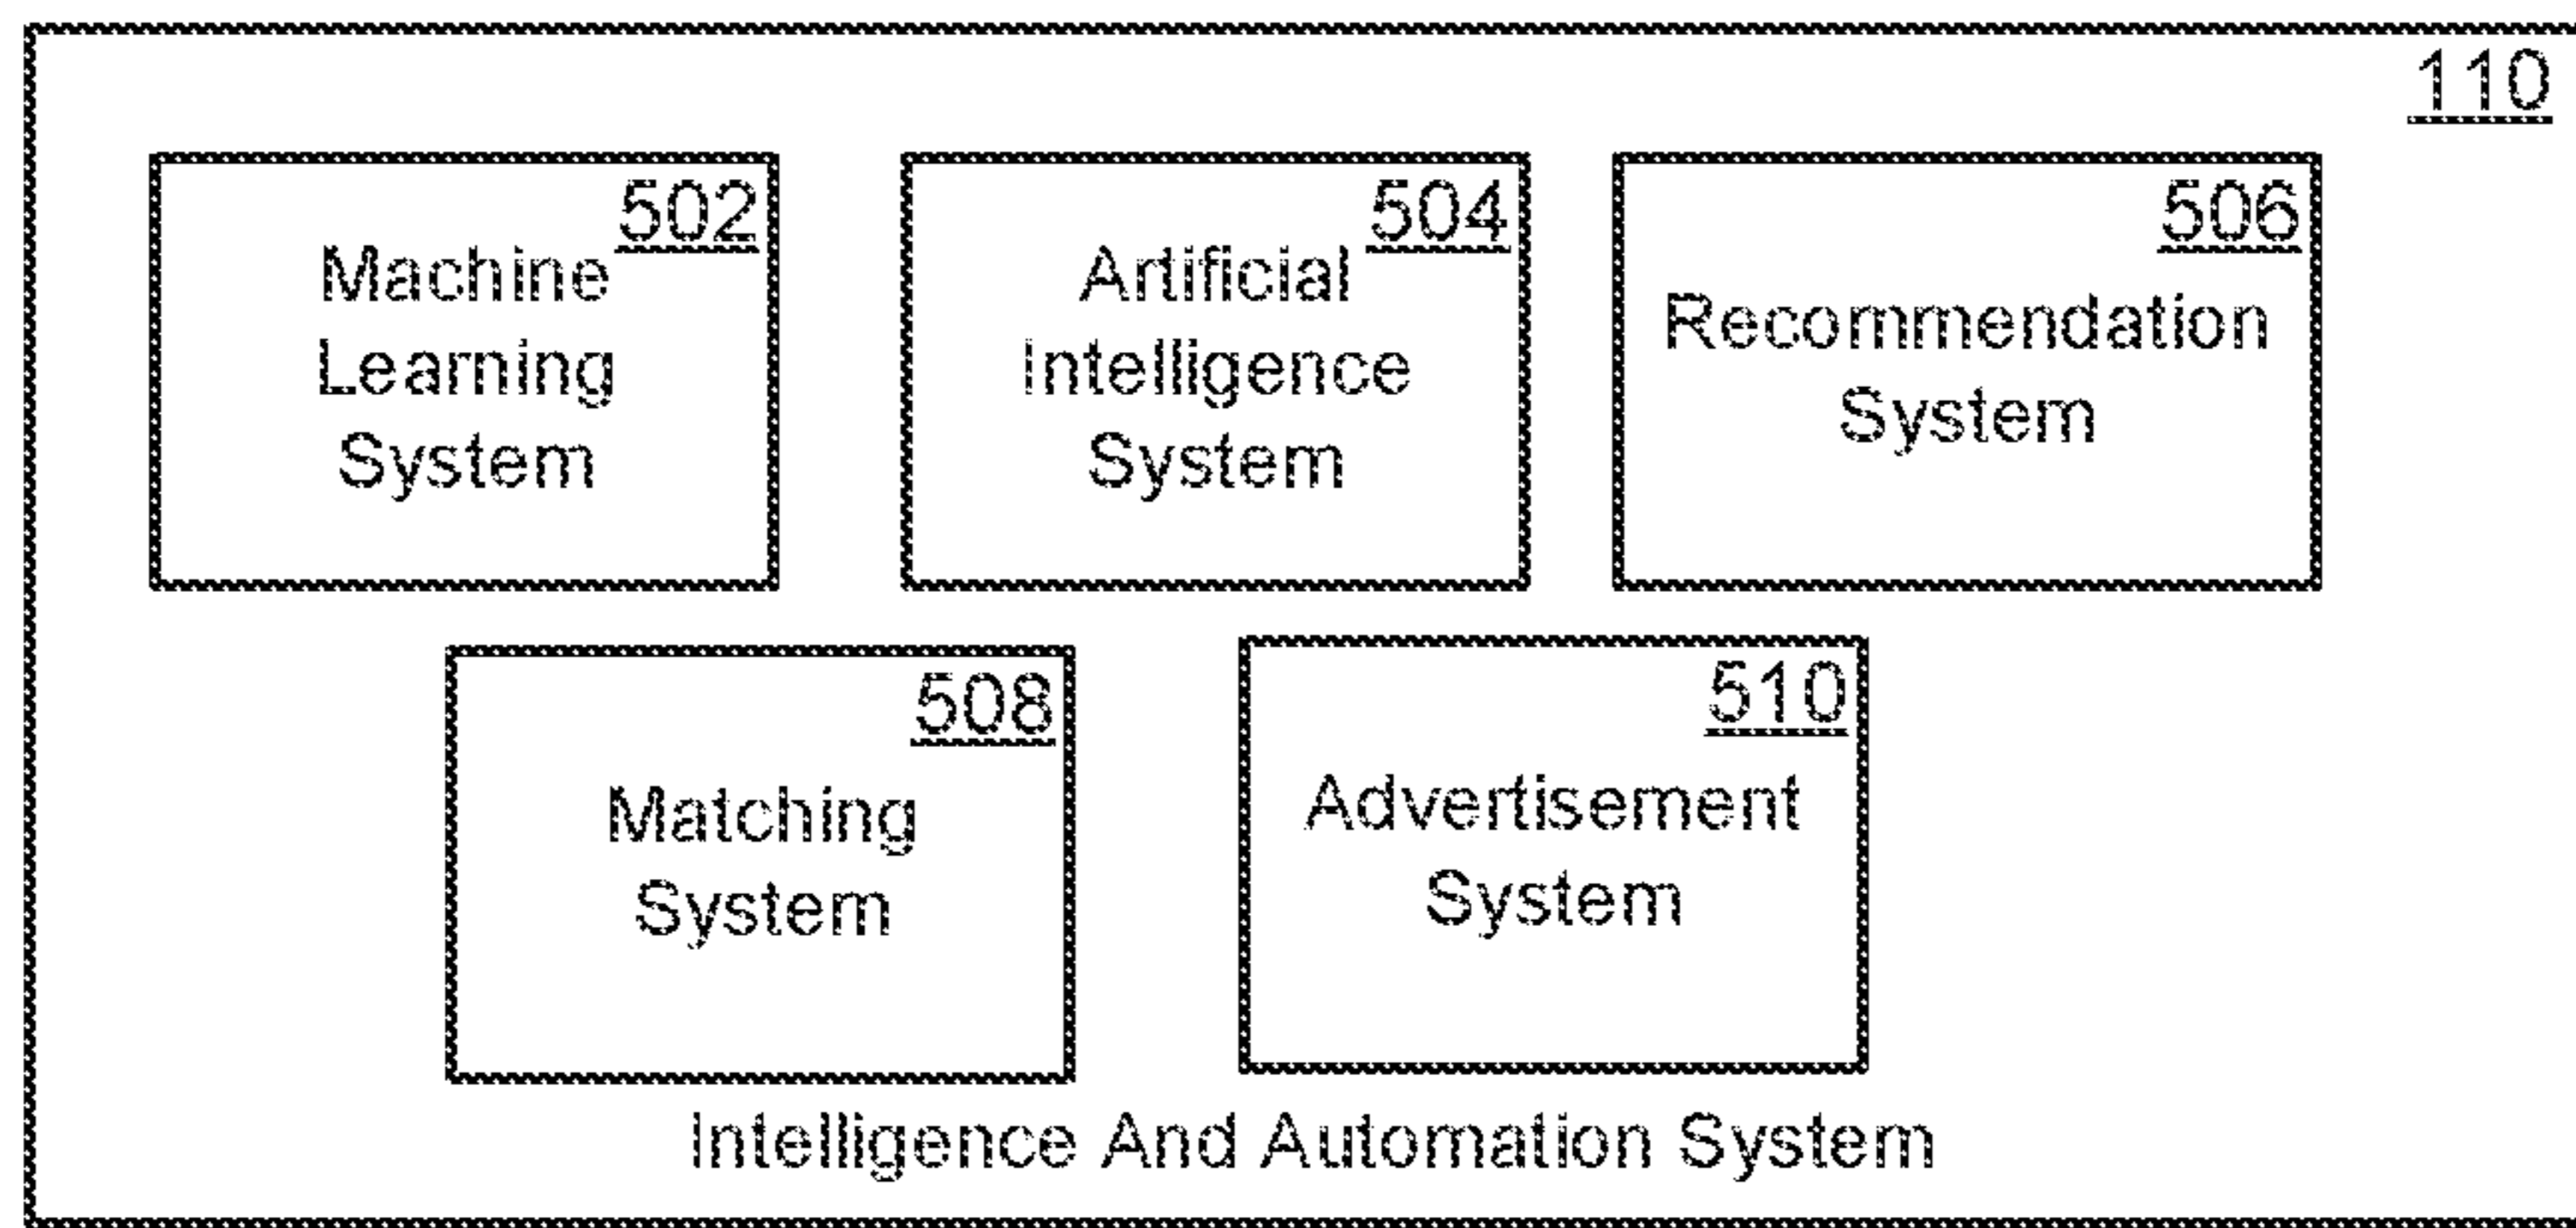 110
502
Machine
Learning
System
504
Artificial
Intelligence
System
506
Recommendation
System
508
Matching
System
510
Advertisement
System
Intelligence And Automation System